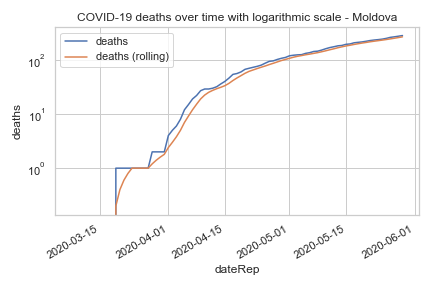 COVID-19 deaths over time with logarithmic scale - Moldova
deaths
deaths (rolling)
10²
10¹
10⁰
deaths
2020-03-15
2020-04-01
2020-04-15
2020-05-01
2020-05-15
2020-06-01
dateRep